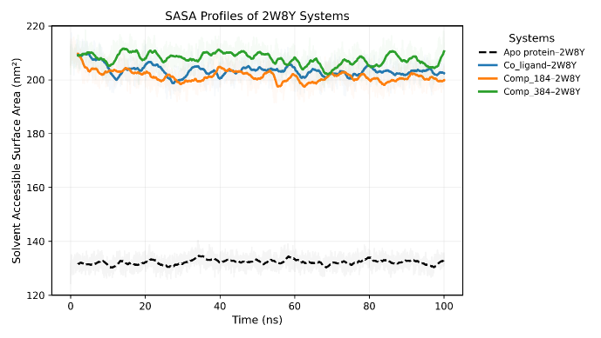 SASA Profiles of 2W8Y Systems
Solvent Accessible Surface Area (nm²)
220
200
180
160
140
120
0 20 40 60 80 100
Time (ns)
Systems
Apo protein–2W8Y
Co_ligand–2W8Y
Comp_184–2W8Y
Comp_384–2W8Y